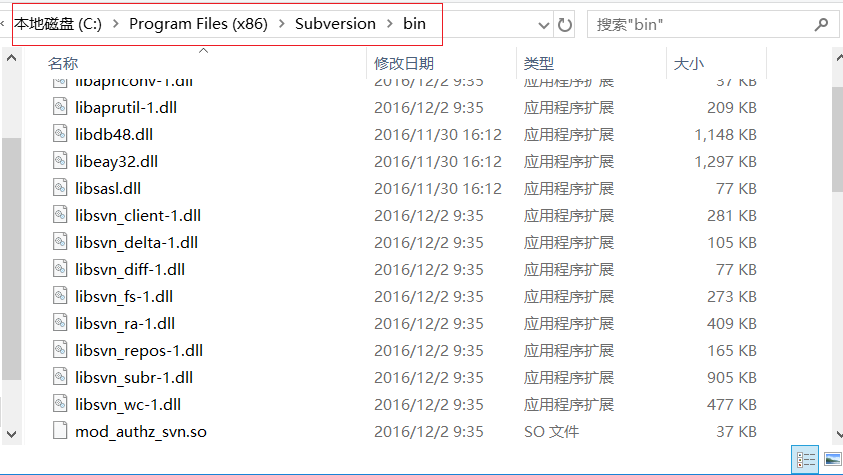 本地磁盘 (C:) > Program Files (x86) > Subversion > bin
搜索"bin"
名称 修改日期 类型 大小
libapriconv-1.dll 2016/12/2 9:35 应用程序扩展 37 KB
libaprutil-1.dll 2016/12/2 9:35 应用程序扩展 209 KB
libdb48.dll 2016/11/30 16:12 应用程序扩展 1,148 KB
libeay32.dll 2016/11/30 16:12 应用程序扩展 1,297 KB
libsasl.dll 2016/11/30 16:12 应用程序扩展 77 KB
libsvn_client-1.dll 2016/12/2 9:35 应用程序扩展 281 KB
libsvn_delta-1.dll 2016/12/2 9:35 应用程序扩展 105 KB
libsvn_diff-1.dll 2016/12/2 9:35 应用程序扩展 77 KB
libsvn_fs-1.dll 2016/12/2 9:35 应用程序扩展 273 KB
libsvn_ra-1.dll 2016/12/2 9:35 应用程序扩展 409 KB
libsvn_repos-1.dll 2016/12/2 9:35 应用程序扩展 165 KB
libsvn_subr-1.dll 2016/12/2 9:35 应用程序扩展 905 KB
libsvn_wc-1.dll 2016/12/2 9:35 应用程序扩展 477 KB
mod_authz_svn.so 2016/12/2 9:35 SO 文件 37 KB